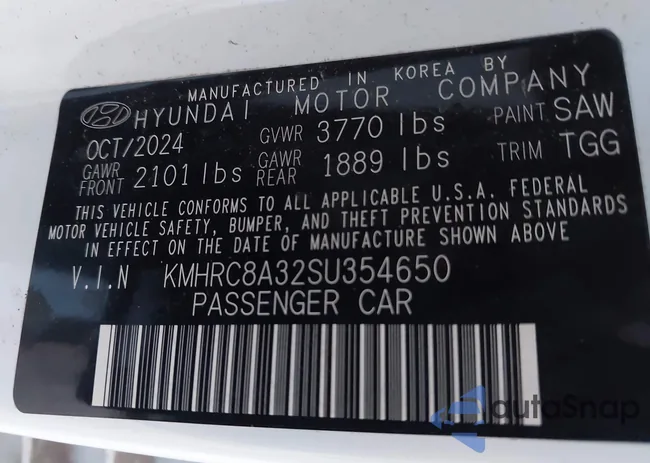 MANUFACTURED IN KOREA BY
HYUNDAI MOTOR COMPANY
OCT/2024 GVWR 3770 lbs PAINT SAW
GAWR FRONT 2101 lbs GAWR REAR 1889 lbs TRIM TGG
THIS VEHICLE CONFORMS TO ALL APPLICABLE U.S.A. FEDERAL
MOTOR VEHICLE SAFETY, BUMPER, AND THEFT PREVENTION STANDARDS
IN EFFECT ON THE DATE OF MANUFACTURE SHOWN ABOVE
V.I.N KMHRC8A32SU354650
PASSENGER CAR
autoSnap